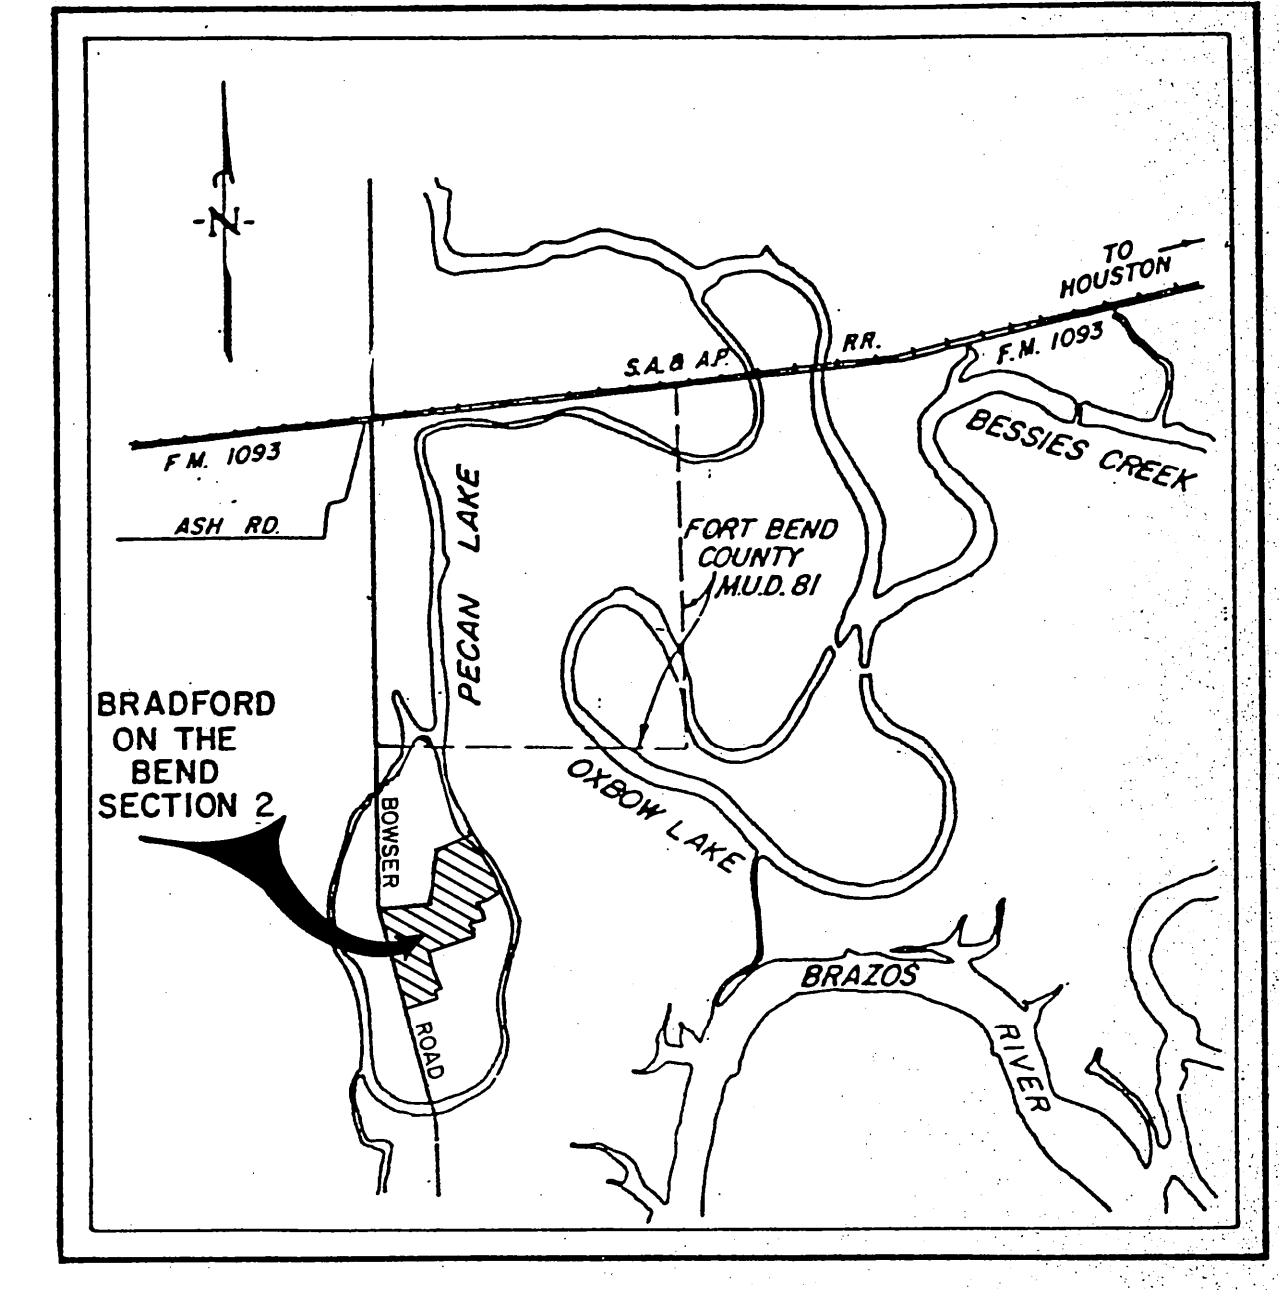 N
TO
HOUSTON
RR.
S.A. & A.P.
F.M. 1093
F.M. 1093
BESSIES CREEK
ASH RD.
PECAN LAKE
FORT BEND
COUNTY
M.U.D. 81
BRADFORD
ON THE
BEND
SECTION 2
OXBOW LAKE
BOWSER
ROAD
BRAZOS
RIVER